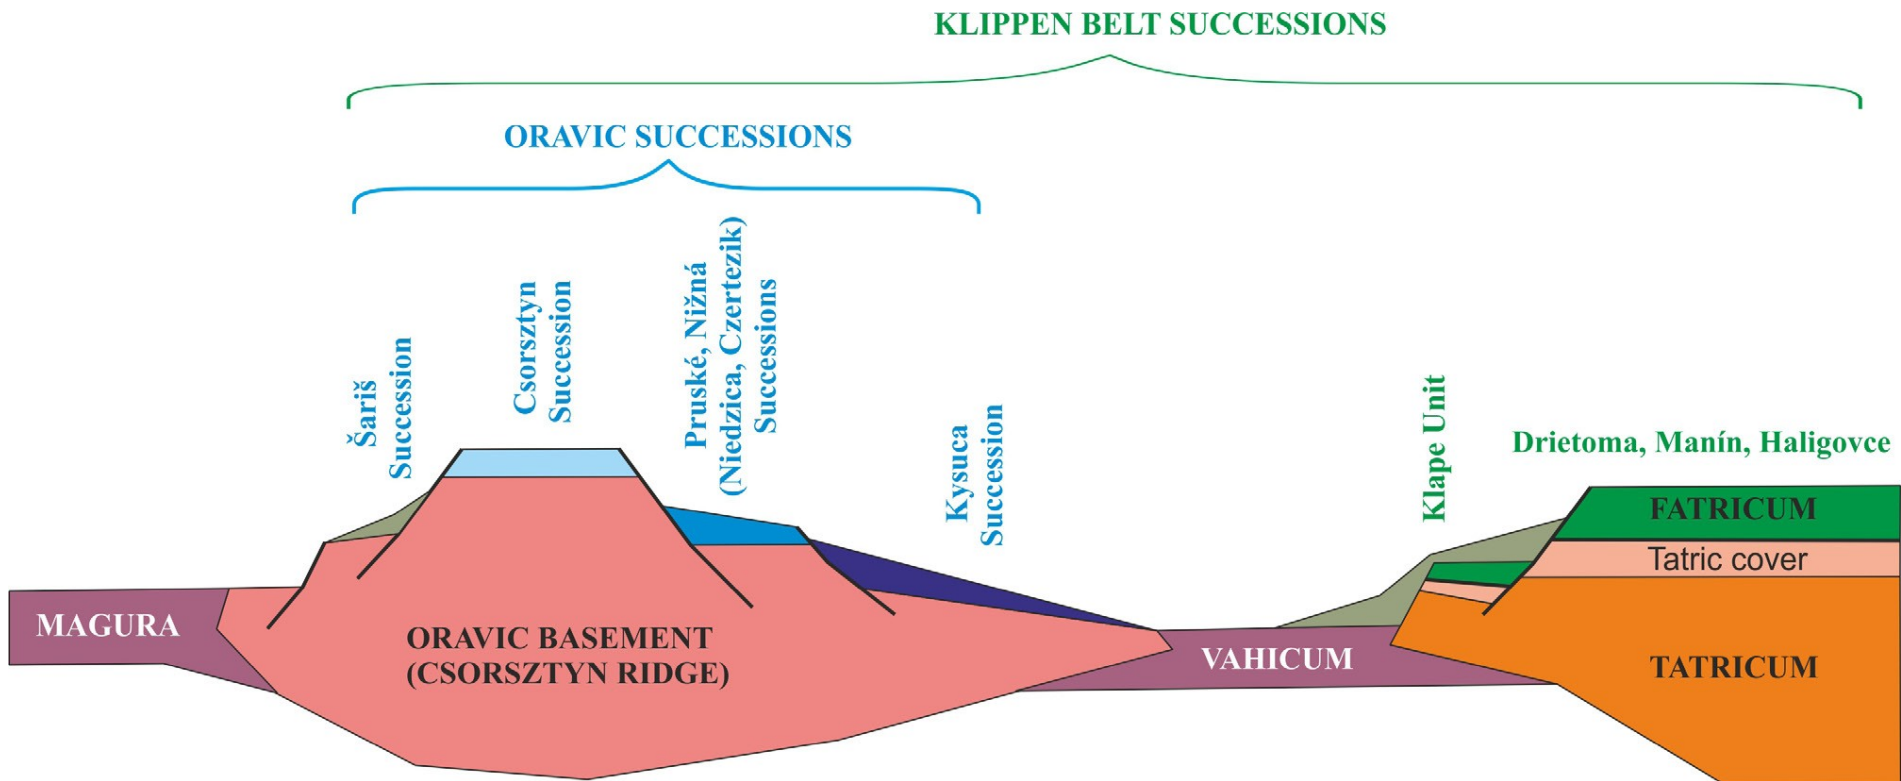 KLIPPEN BELT SUCCESSIONS
ORAVIC SUCCESSIONS
Šariš
Succession
Csorsztyn
Succession
Pruské, Nižná
(Niedzica, Czertezik)
Successions
Kysuca
Succession
Klape Unit
Drietoma, Manín, Haligovce
FATRICUM
Tatric cover
MAGURA
ORAVIC BASEMENT
(CSORSZTYN RIDGE)
VAHICUM
TATRICUM